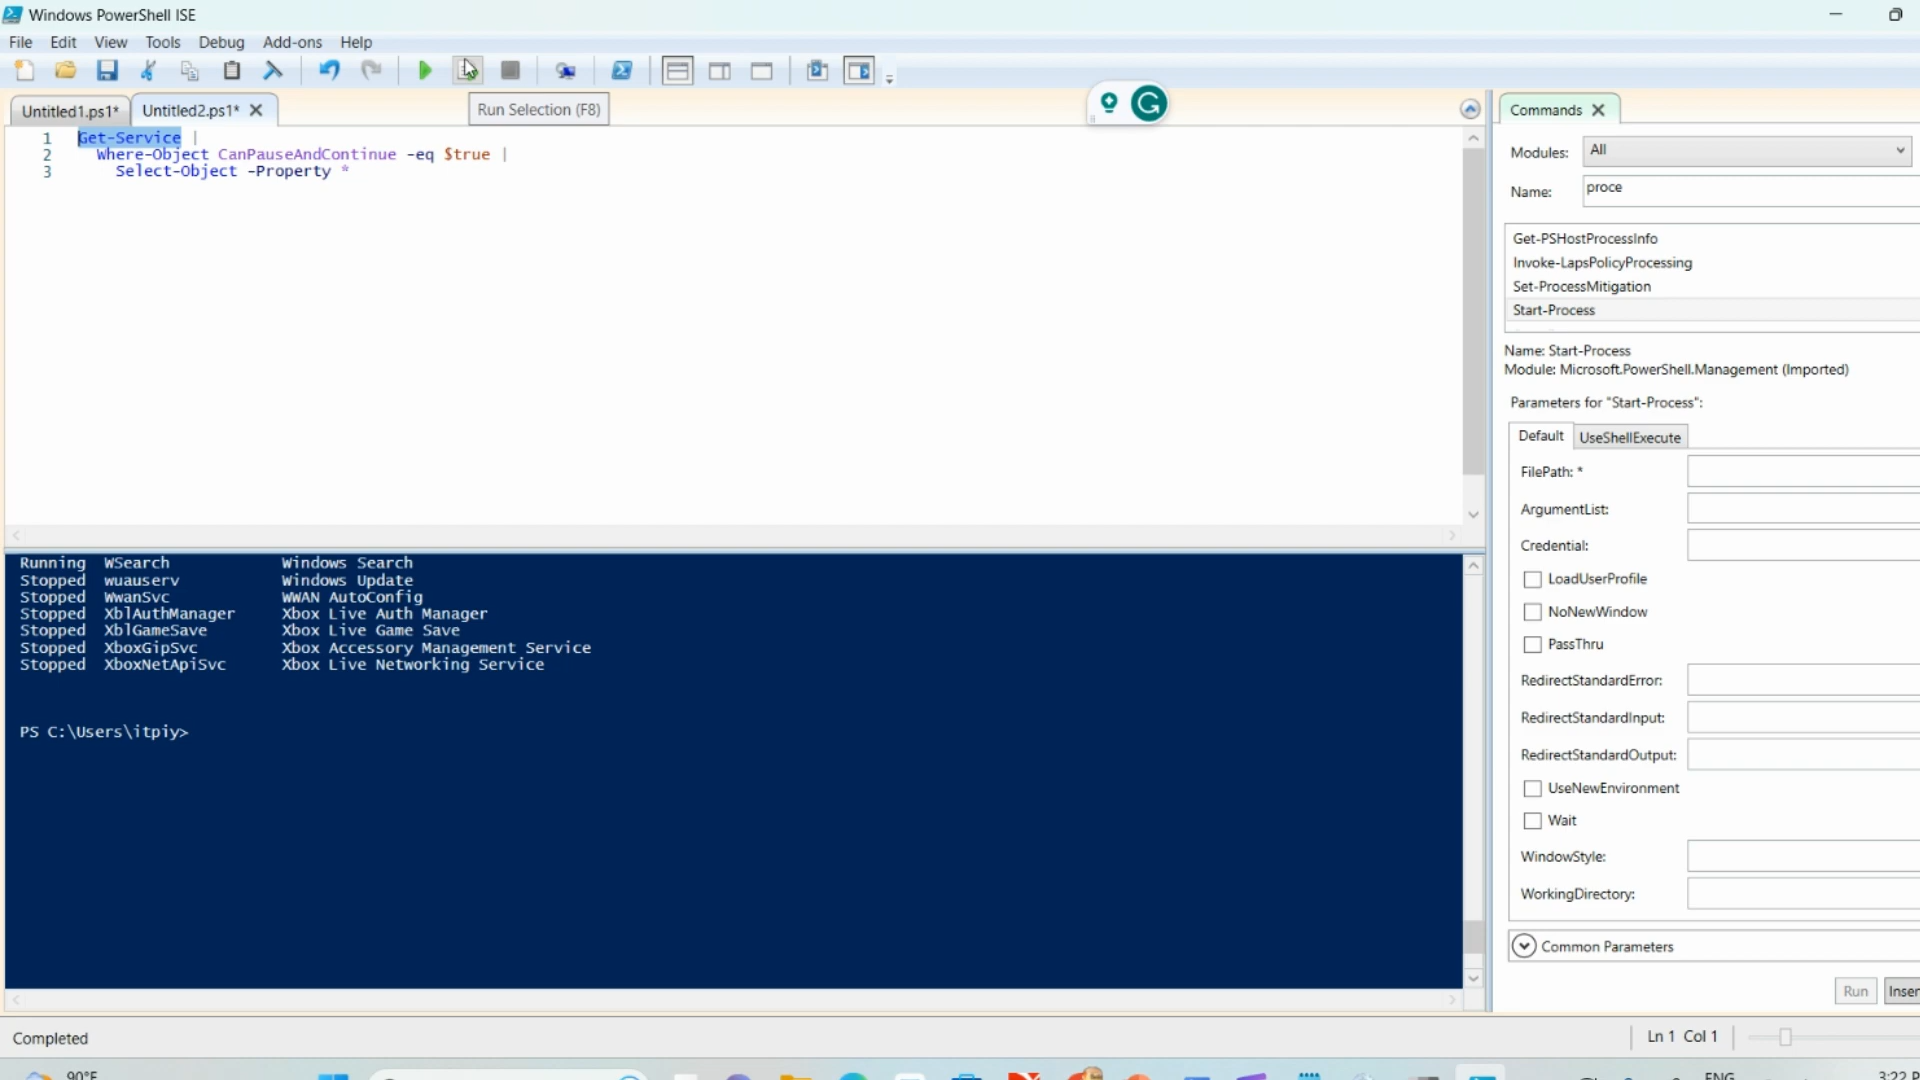 Windows PowerShell ISE
File Edit View Tools Debug Add-ons Help
Untitled1.ps1* Untitled2.ps1*
Run Selection (F8)
1 Get-Service |
2 Where-Object CanPauseAndContinue -eq $true |
3 Select-Object -Property *
Running WSearch Windows Search
Stopped wuauserv Windows Update
Stopped WwanSvc WWAN AutoConfig
Stopped XblAuthManager Xbox Live Auth Manager
Stopped XblGameSave Xbox Live Game Save
Stopped XboxGipSvc Xbox Accessory Management Service
Stopped XboxNetApiSvc Xbox Live Networking Service
PS C:\Users\itpiy>
Commands
Modules: All
Name: proce
Get-PSHostProcessInfo
Invoke-LapsPolicyProcessing
Set-ProcessMitigation
Start-Process
Name: Start-Process
Module: Microsoft.PowerShell.Management (Imported)
Parameters for "Start-Process":
Default UseShellExecute
FilePath: *
ArgumentList:
Credential:
LoadUserProfile
NoNewWindow
PassThru
RedirectStandardError:
RedirectStandardInput:
RedirectStandardOutput:
UseNewEnvironment
Wait
WindowStyle:
WorkingDirectory:
Common Parameters
Run Inser
Completed Ln 1 Col 1
90°F ENG 3:22 P